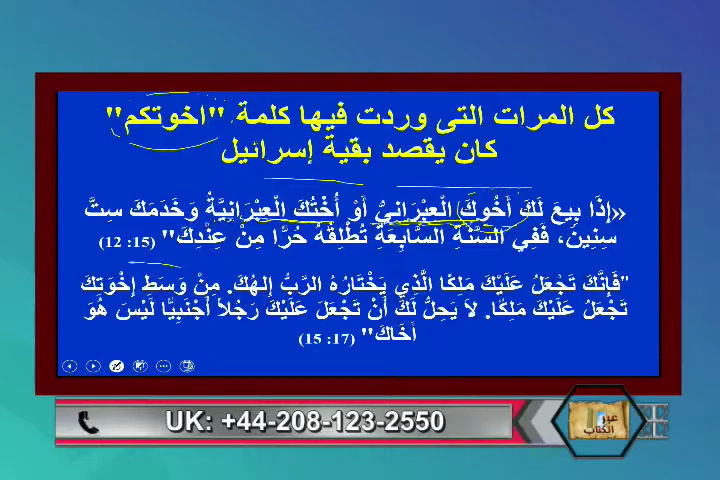 كل المرات التى وردت فيها كلمة "اخوتكم"
كان يقصد بقية إسرائيل
«إِذَا بِيعَ لَكَ أَخُوكَ الْعِبْرَانِيُّ أَوْ أُخْتُكَ الْعِبْرَانِيَّةُ وَخَدَمَكَ سِتَّ
سِنِينَ، فَفِي السَّنَةِ السَّابِعَةِ تُطْلِقُهُ حُرًّا مِنْ عِنْدِكَ" (15: 12)
"فَإِنَّكَ تَجْعَلُ عَلَيْكَ مَلِكًا الَّذِي يَخْتَارُهُ الرَّبُّ إِلهُكَ. مِنْ وَسَطِ إِخْوَتِكَ
تَجْعَلُ عَلَيْكَ مَلِكًا. لاَ يَحِلُّ لَكَ أَنْ تَجْعَلَ عَلَيْكَ رَجُلاً أَجْنَبِيًّا لَيْسَ هُوَ
أَخَاكَ" (17: 15)
UK: +44-208-123-2550
الكتاب